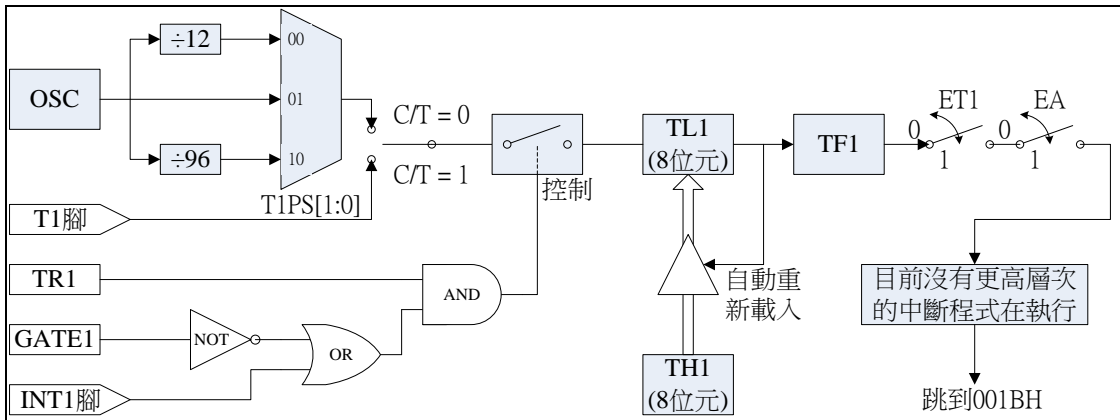 ÷12
00
OSC
01
÷96
10
T1PS[1:0]
C/T = 0
C/T = 1
控制
TL1
(8位元)
TF1
ET1
0
1
EA
0
1
T1腳
TR1
AND
GATE1
NOT
OR
INT1腳
自動重
新載入
TH1
(8位元)
目前沒有更高層次
的中斷程式在執行
跳到001BH